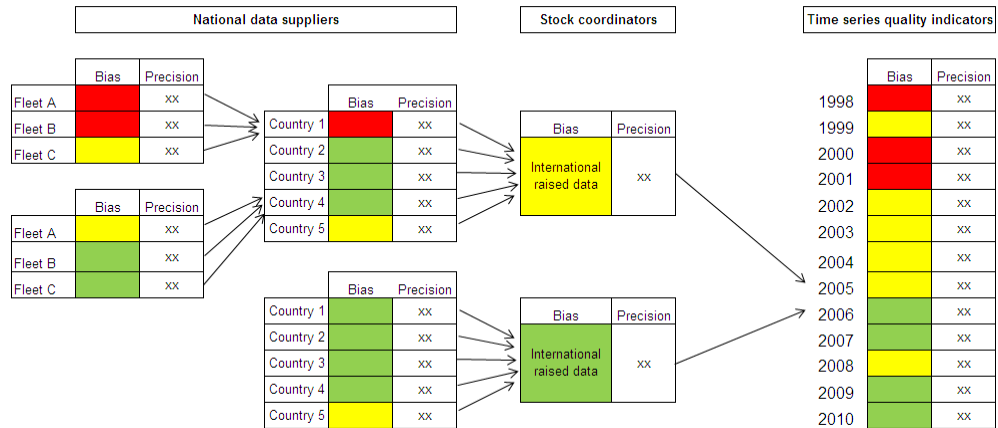 National data suppliers
Stock coordinators
Time series quality indicators
Bias Precision
Fleet A xx
Fleet B xx
Fleet C xx
Bias Precision
Fleet A xx
Fleet B xx
Fleet C xx
Bias Precision
Country 1 xx
Country 2 xx
Country 3 xx
Country 4 xx
Country 5 xx
Bias Precision
Country 1 xx
Country 2 xx
Country 3 xx
Country 4 xx
Country 5 xx
Bias Precision
International
raised data xx
Bias Precision
International
raised data xx
Bias Precision
1998 xx
1999 xx
2000 xx
2001 xx
2002 xx
2003 xx
2004 xx
2005 xx
2006 xx
2007 xx
2008 xx
2009 xx
2010 xx